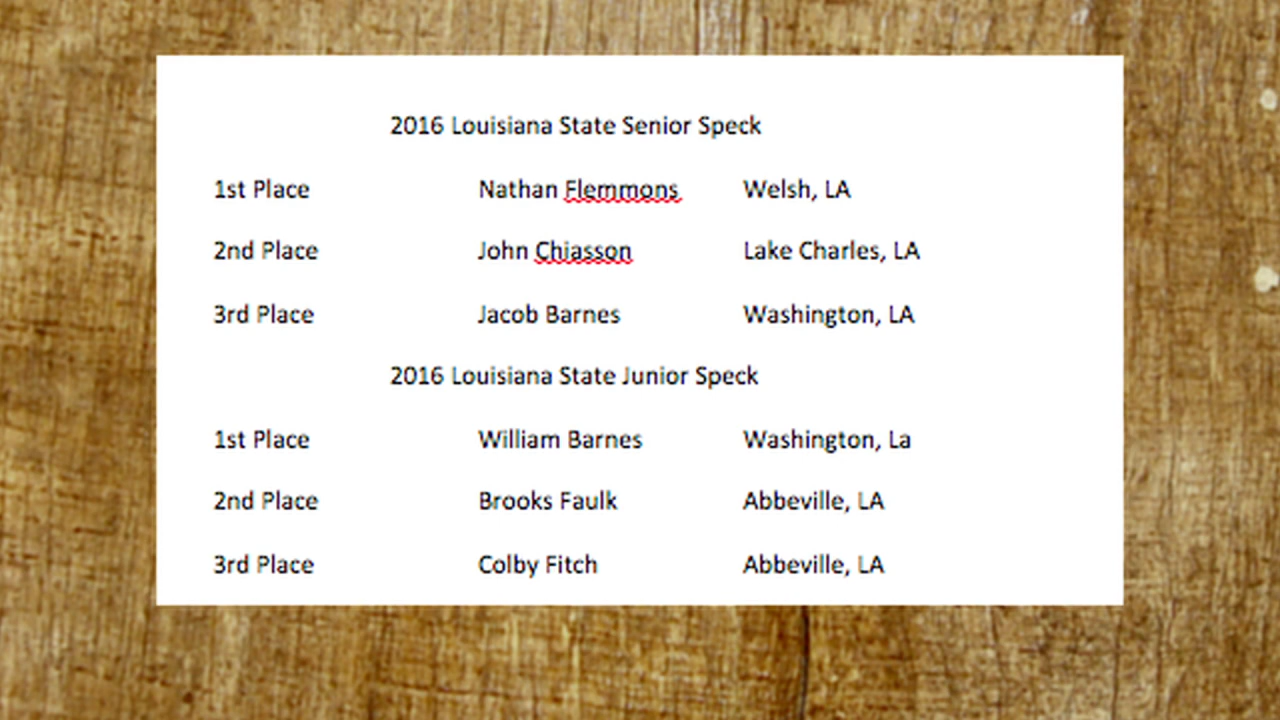 2016 Louisiana State Senior Speck
1st Place Nathan Flemmons Welsh, LA
2nd Place John Chiasson Lake Charles, LA
3rd Place Jacob Barnes Washington, LA
2016 Louisiana State Junior Speck
1st Place William Barnes Washington, La
2nd Place Brooks Faulk Abbeville, LA
3rd Place Colby Fitch Abbeville, LA